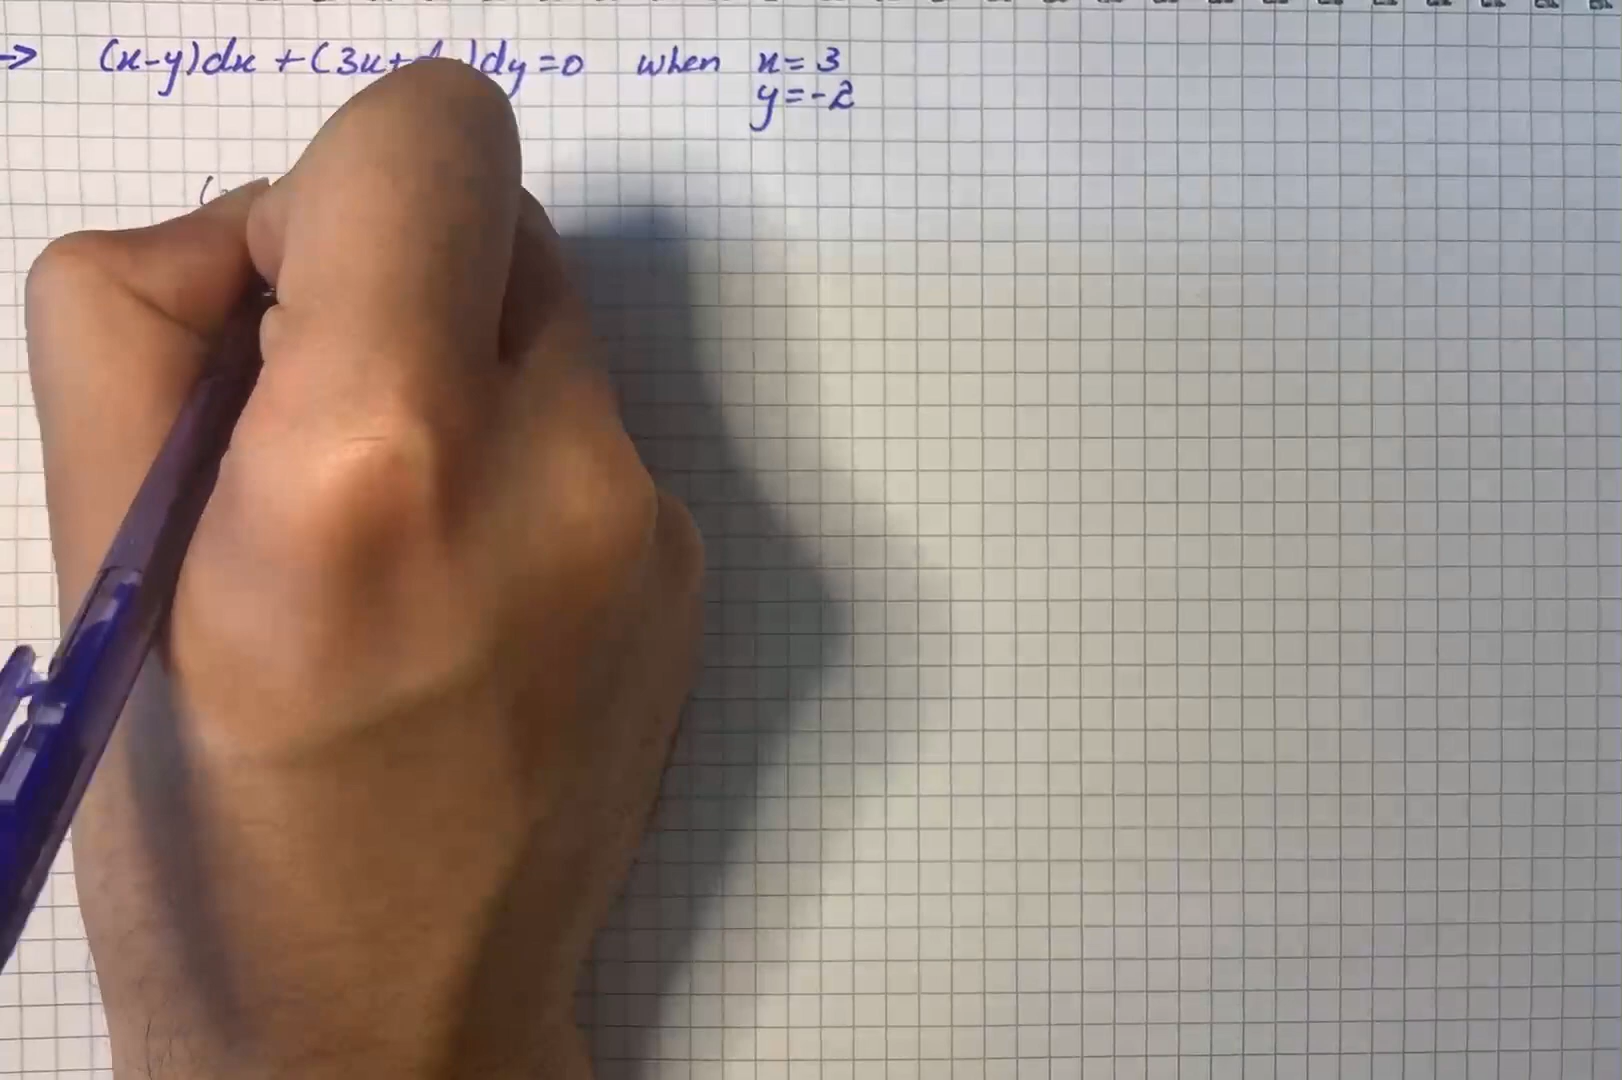 → (x-y)dx + (3x+ )dy = 0 when x = 3
y = -2
(